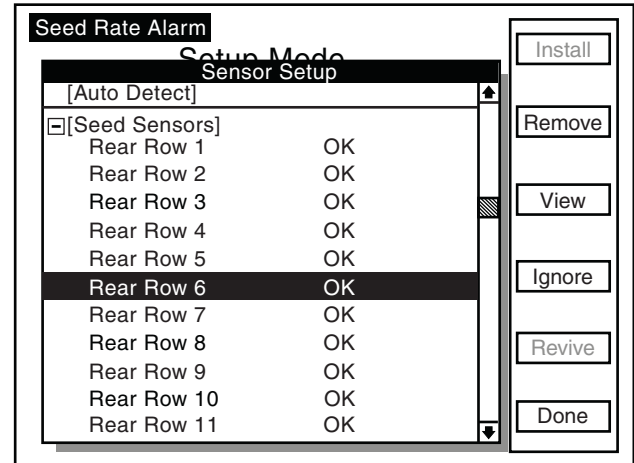 Seed Rate Alarm
Setup Mode
Sensor Setup
[Auto Detect]
[Seed Sensors]
Rear Row 1 OK
Rear Row 2 OK
Rear Row 3 OK
Rear Row 4 OK
Rear Row 5 OK
Rear Row 6 OK
Rear Row 7 OK
Rear Row 8 OK
Rear Row 9 OK
Rear Row 10 OK
Rear Row 11 OK
Install
Remove
View
Ignore
Revive
Done